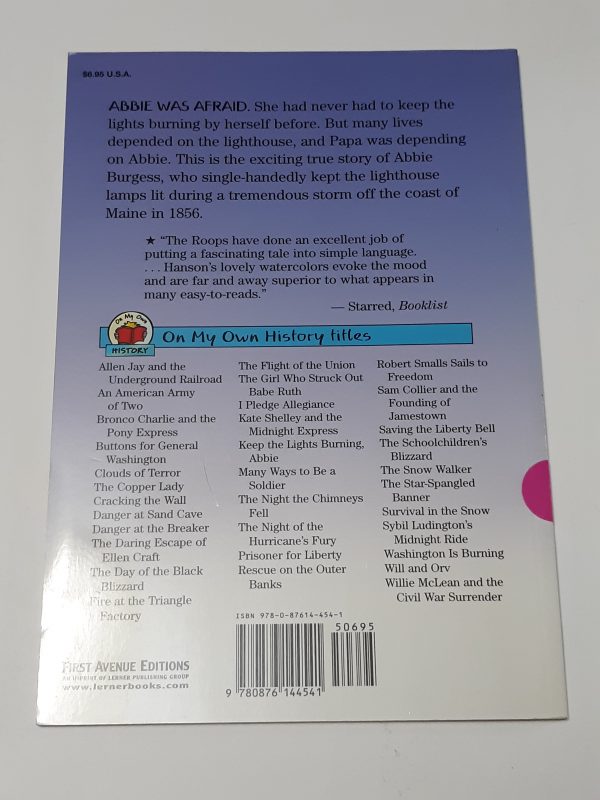 $6.95 U.S.A.
ABBIE WAS AFRAID. She had never had to keep the
lights burning by herself before. But many lives
depended on the lighthouse, and Papa was depending
on Abbie. This is the exciting true story of Abbie
Burgess, who single-handedly kept the lighthouse
lamps lit during a tremendous storm off the coast of
Maine in 1856.
★ “The Roops have done an excellent job of
putting a fascinating tale into simple language.
. . . Hanson's lovely watercolors evoke the mood
and are far and away superior to what appears in
many easy-to-reads.”
— Starred, Booklist
On My Own
HISTORY
On My Own History titles
Allen Jay and the
Underground Railroad
An American Army
of Two
Bronco Charlie and the
Pony Express
Buttons for General
Washington
Clouds of Terror
The Copper Lady
Cracking the Wall
Danger at Sand Cave
Danger at the Breaker
The Daring Escape of
Ellen Craft
The Day of the Black
Blizzard
Fire at the Triangle
Factory
The Flight of the Union
The Girl Who Struck Out
Babe Ruth
I Pledge Allegiance
Kate Shelley and the
Midnight Express
Keep the Lights Burning,
Abbie
Many Ways to Be a
Soldier
The Night the Chimneys
Fell
The Night of the
Hurricane's Fury
Prisoner for Liberty
Rescue on the Outer
Banks
Robert Smalls Sails to
Freedom
Sam Collier and the
Founding of
Jamestown
Saving the Liberty Bell
The Schoolchildren's
Blizzard
The Snow Walker
The Star-Spangled
Banner
Survival in the Snow
Sybil Ludington's
Midnight Ride
Washington Is Burning
Will and Orv
Willie McLean and the
Civil War Surrender
ISBN 978-0-87614-454-1
50695
9 780876 144541
FIRST AVENUE EDITIONS
AN IMPRINT OF LERNER PUBLISHING GROUP
www.lernerbooks.com